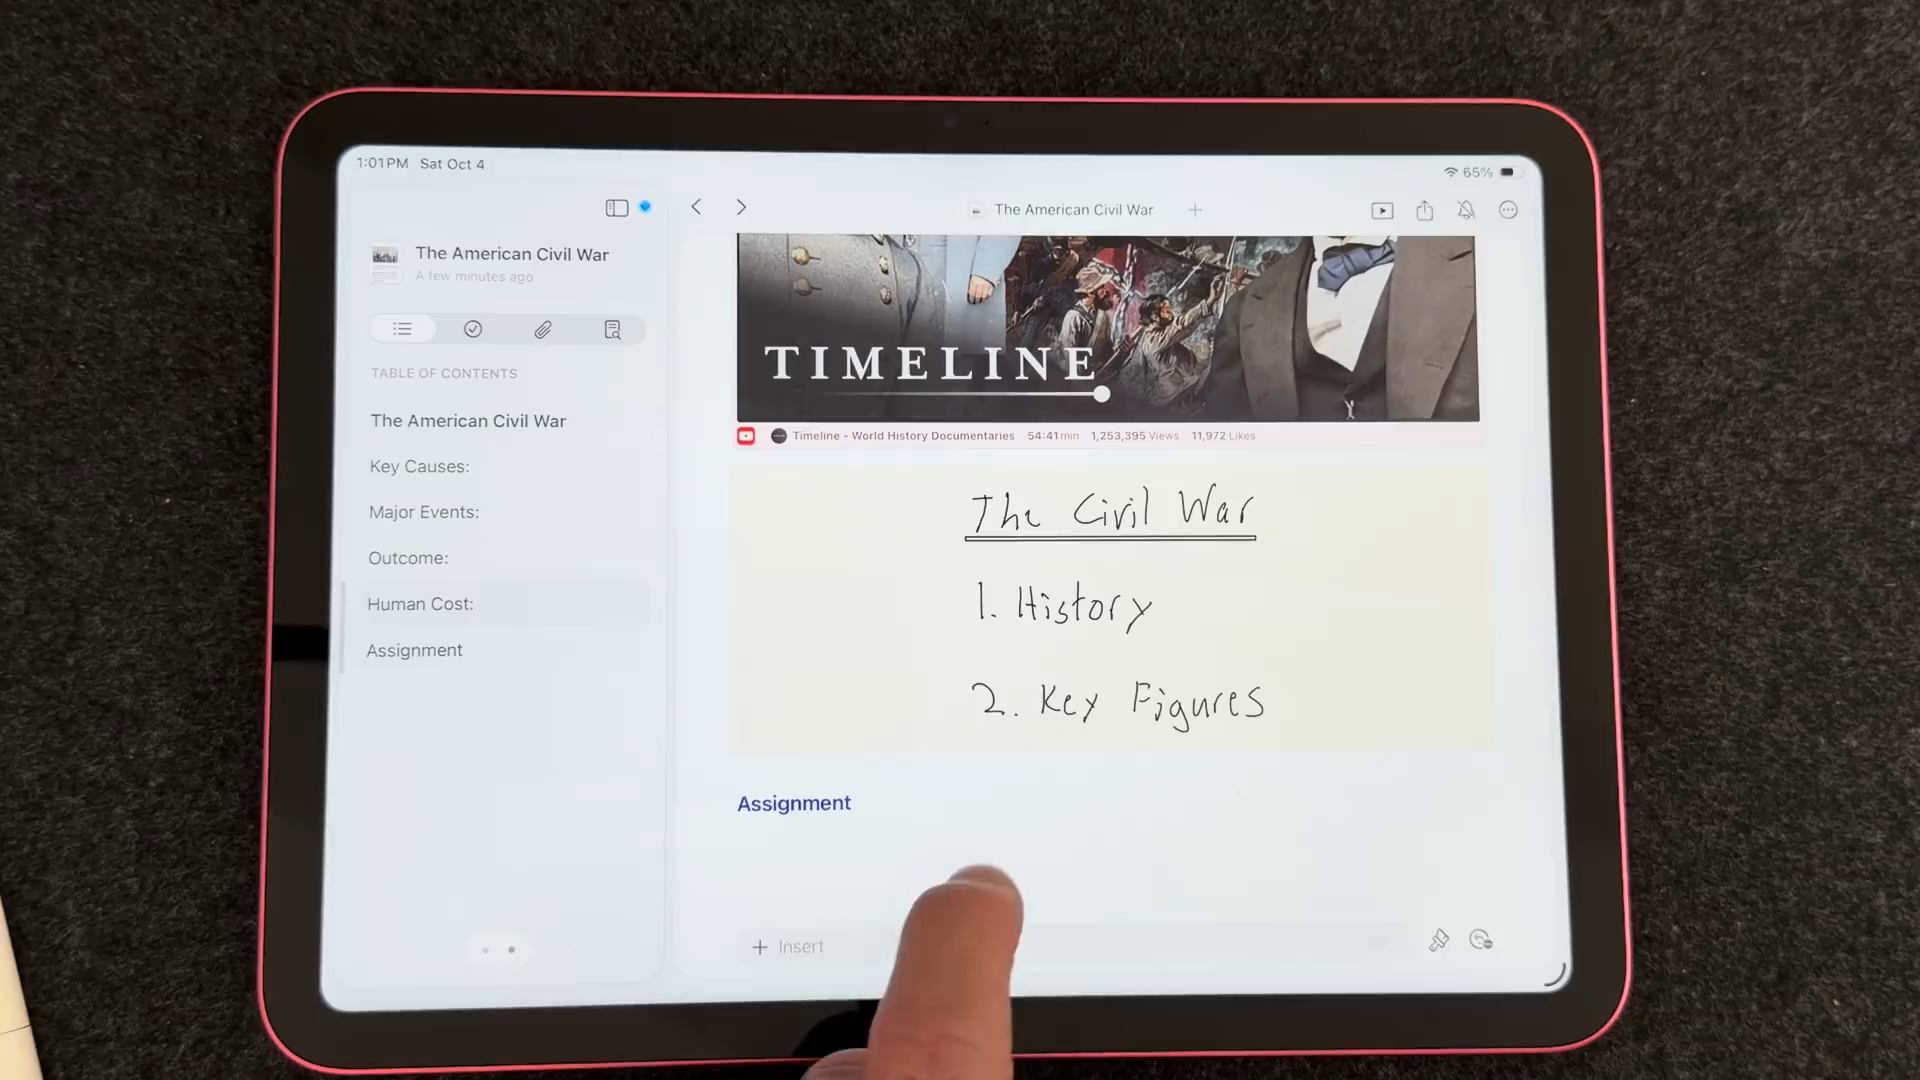 1:01 PM Sat Oct 4
65%
The American Civil War
The American Civil War
A few minutes ago
TABLE OF CONTENTS
The American Civil War
Key Causes:
Major Events:
Outcome:
Human Cost:
Assignment
TIMELINE
Timeline - World History Documentaries 54:41 min 1,253,395 Views 11,972 Likes
The Civil War
1. History
2. Key Figures
Assignment
+ Insert